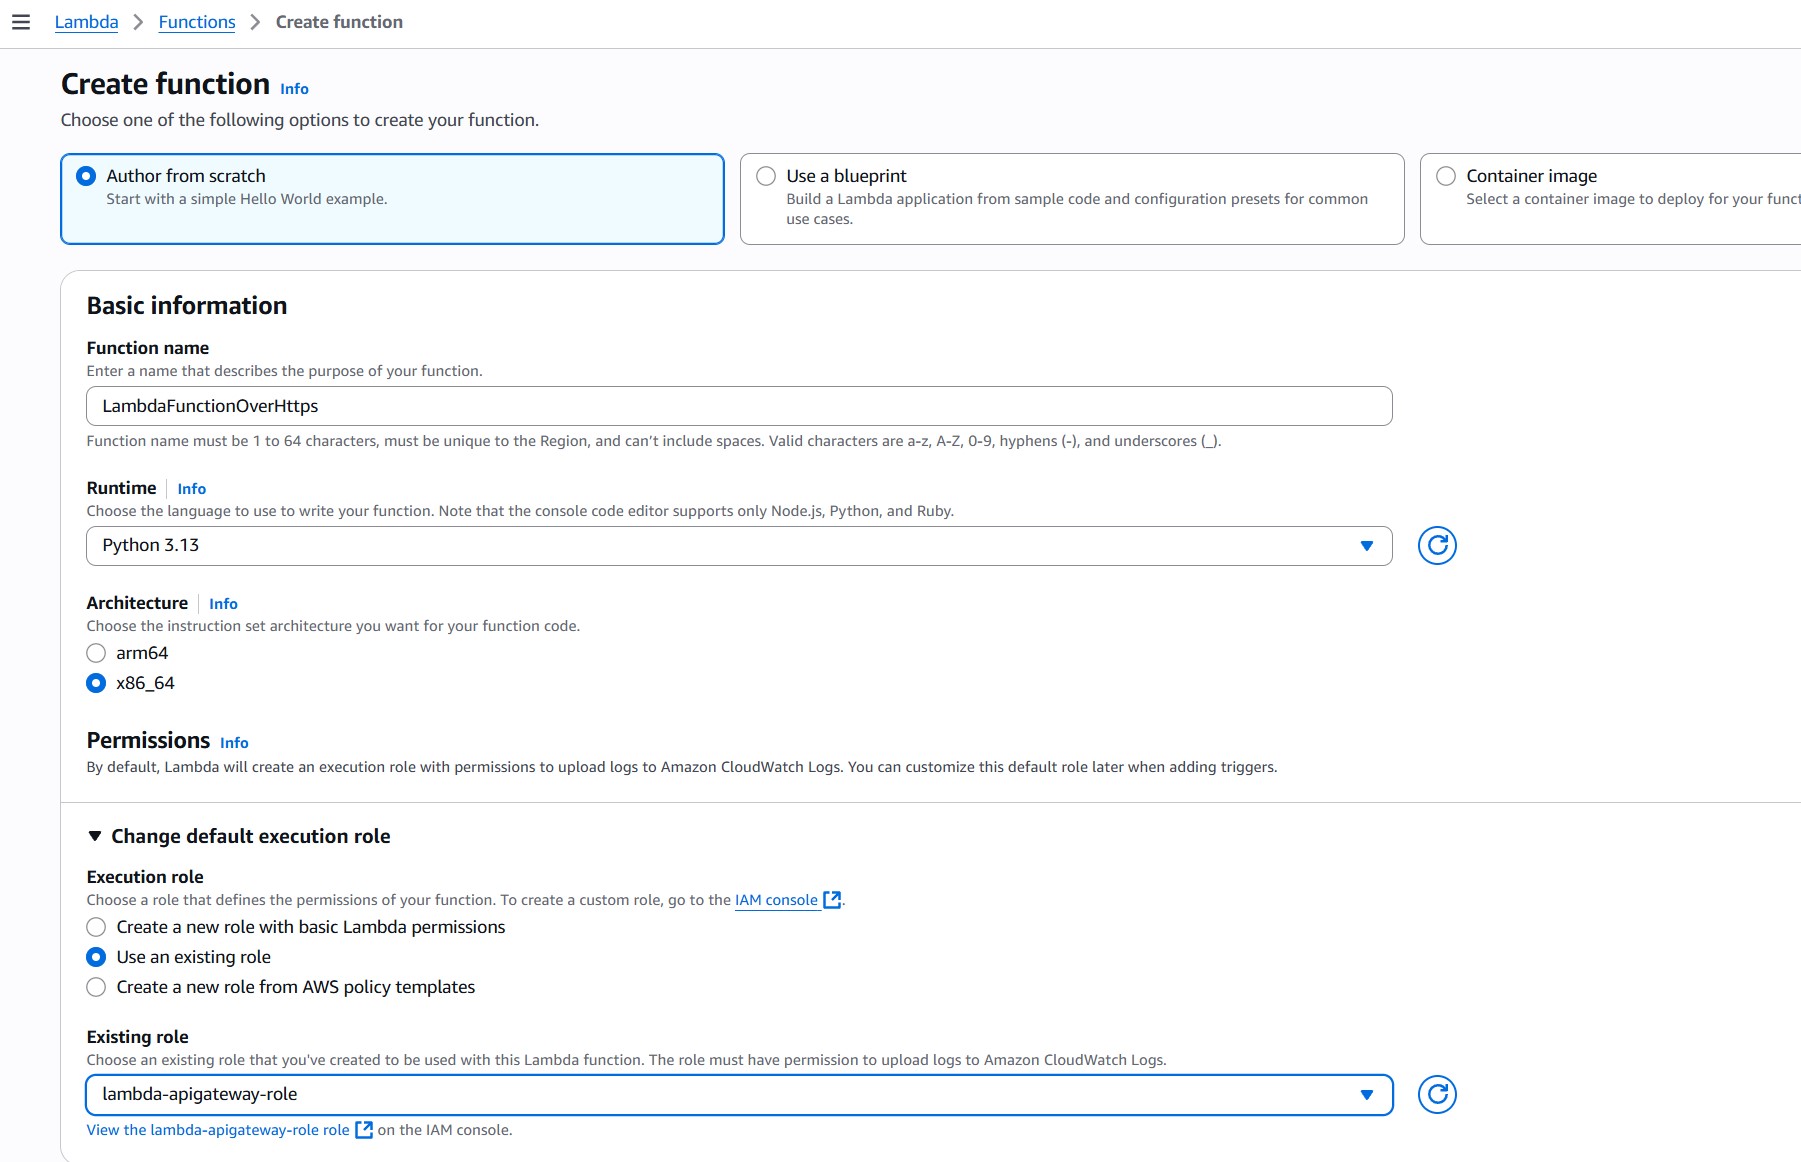 Lambda > Functions > Create function
Create function Info
Choose one of the following options to create your function.
Author from scratch
Start with a simple Hello World example.
Use a blueprint
Build a Lambda application from sample code and configuration presets for common
use cases.
Container image
Select a container image to deploy for your funct
Basic information
Function name
Enter a name that describes the purpose of your function.
LambdaFunctionOverHttps
Function name must be 1 to 64 characters, must be unique to the Region, and can't include spaces. Valid characters are a-z, A-Z, 0-9, hyphens (-), and underscores (_).
Runtime Info
Choose the language to use to write your function. Note that the console code editor supports only Node.js, Python, and Ruby.
Python 3.13
Architecture Info
Choose the instruction set architecture you want for your function code.
arm64
x86_64
Permissions Info
By default, Lambda will create an execution role with permissions to upload logs to Amazon CloudWatch Logs. You can customize this default role later when adding triggers.
Change default execution role
Execution role
Choose a role that defines the permissions of your function. To create a custom role, go to the IAM console.
Create a new role with basic Lambda permissions
Use an existing role
Create a new role from AWS policy templates
Existing role
Choose an existing role that you've created to be used with this Lambda function. The role must have permission to upload logs to Amazon CloudWatch Logs.
lambda-apigateway-role
View the lambda-apigateway-role role on the IAM console.